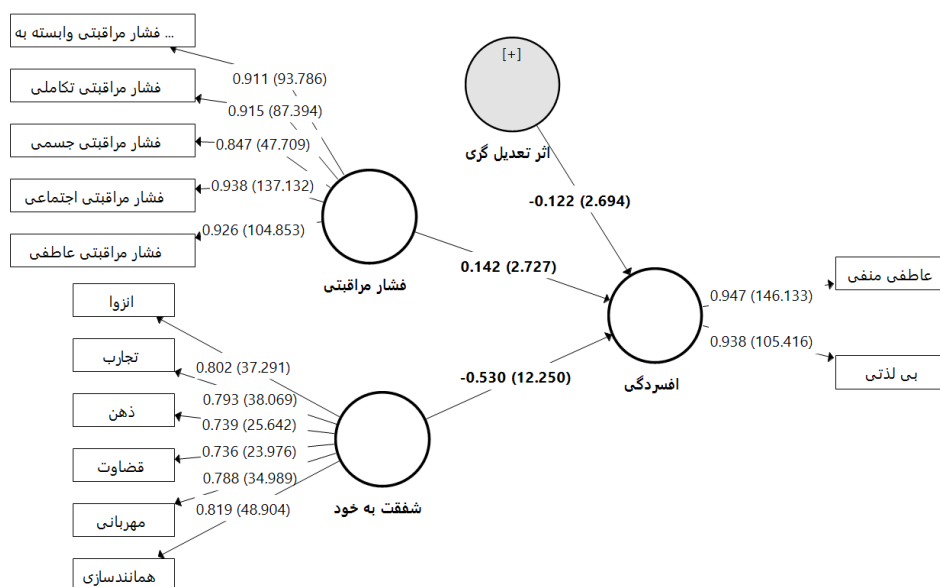 فشار مراقبتی وابسته به ...
فشار مراقبتی تکاملی
فشار مراقبتی جسمی
فشار مراقبتی اجتماعی
فشار مراقبتی عاطفی
0.911 (93.786)
0.915 (87.394)
0.847 (47.709)
0.938 (137.132)
0.926 (104.853)
فشار مراقبتی
[+]
اثر تعدیل گری
-0.122 (2.694)
0.142 (2.727)
-0.530 (12.250)
انزوا
تجارب
ذهن
قضاوت
مهربانی
همانندسازی
0.802 (37.291)
0.793 (38.069)
0.739 (25.642)
0.736 (23.976)
0.788 (34.989)
0.819 (48.904)
شفقت به خود
افسردگی
0.947 (146.133)
0.938 (105.416)
عاطفی منفی
بی لذتی